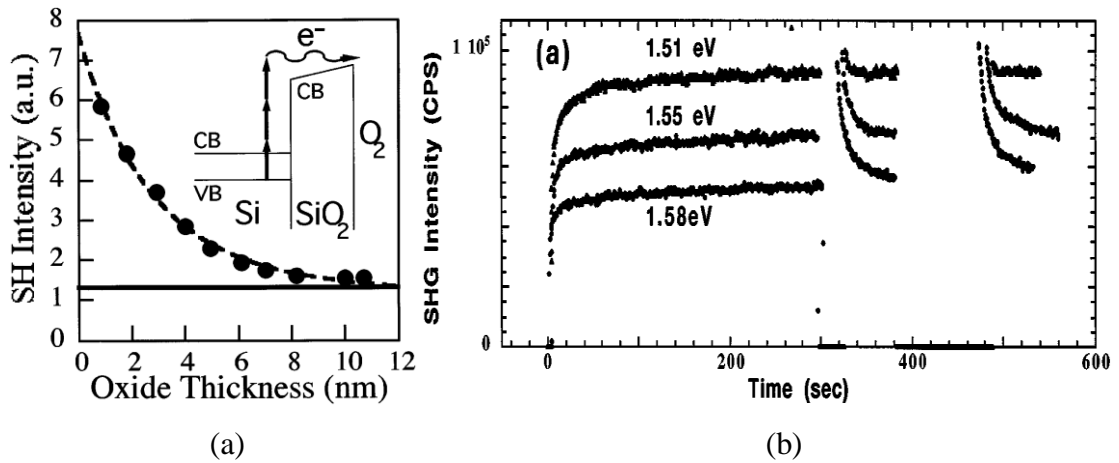 (a)
8
7
6
5
4
3
2
1
0
SH Intensity (a.u.)
e-
CB
CB
VB
Si
SiO2
O2
0 2 4 6 8 10 12
Oxide Thickness (nm)
(a)
1 10^5
(a)
1.51 eV
1.55 eV
1.58eV
SHG Intensity (CPS)
0
0 200 400 600
Time (sec)
(b)